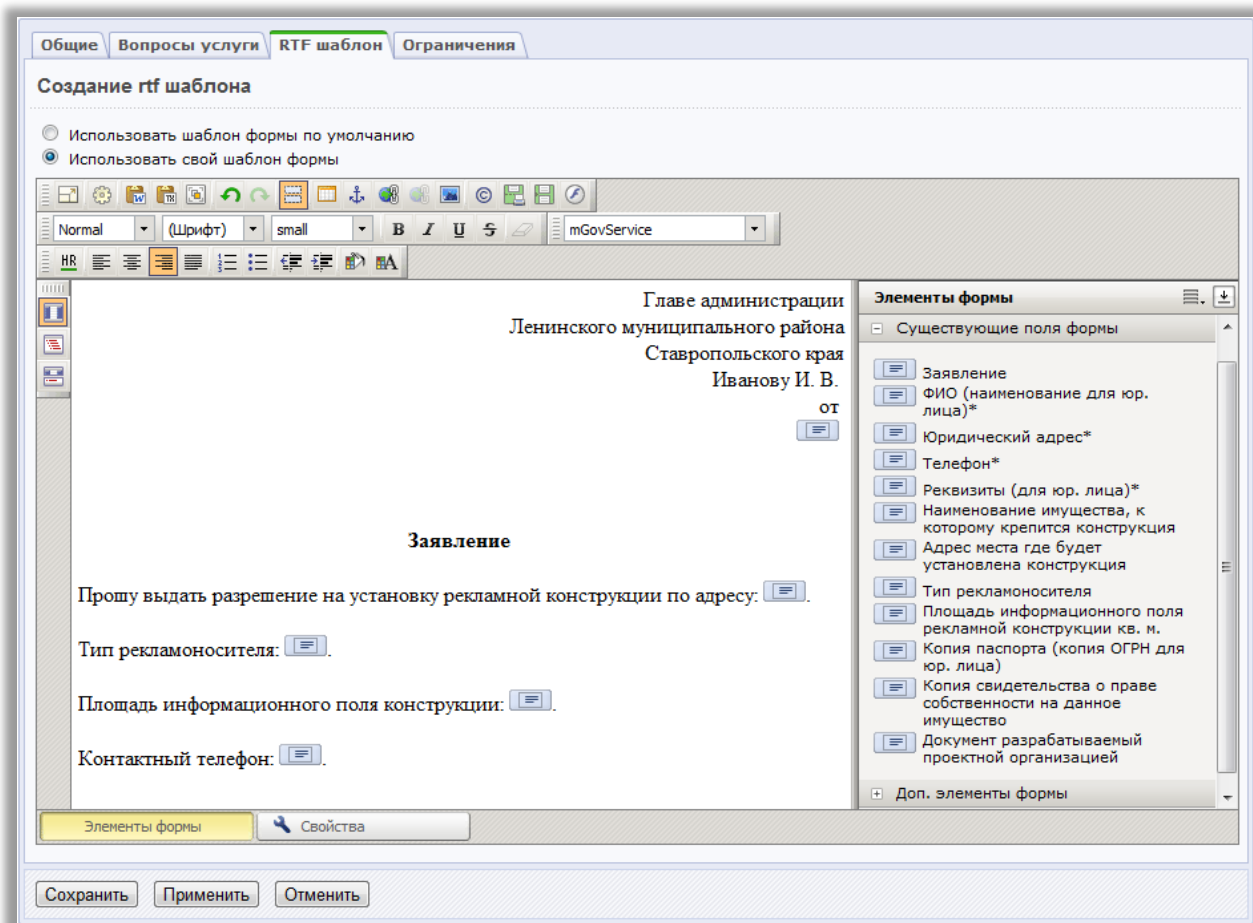 Общие Вопросы услуги RTF шаблон Ограничения
Создание rtf шаблона
Использовать шаблон формы по умолчанию
Использовать свой шаблон формы
Normal (Шрифт) small B I U S mGovService
HR
Главе администрации
Ленинского муниципального района
Ставропольского края
Иванову И. В.
от
Заявление
Прошу выдать разрешение на установку рекламной конструкции по адресу: .
Тип рекламоносителя: .
Площадь информационного поля конструкции: .
Контактный телефон: .
Элементы формы
Существующие поля формы
Заявление
ФИО (наименование для юр.
лица)*
Юридический адрес*
Телефон*
Реквизиты (для юр. лица)*
Наименование имущества, к
которому крепится конструкция
Адрес места где будет
установлена конструкция
Тип рекламоносителя
Площадь информационного поля
рекламной конструкции кв. м.
Копия паспорта (копия ОГРН для
юр. лица)
Копия свидетельства о праве
собственности на данное
имущество
Документ разрабатываемый
проектной организацией
Доп. элементы формы
Элементы формы Свойства
Сохранить Применить Отменить